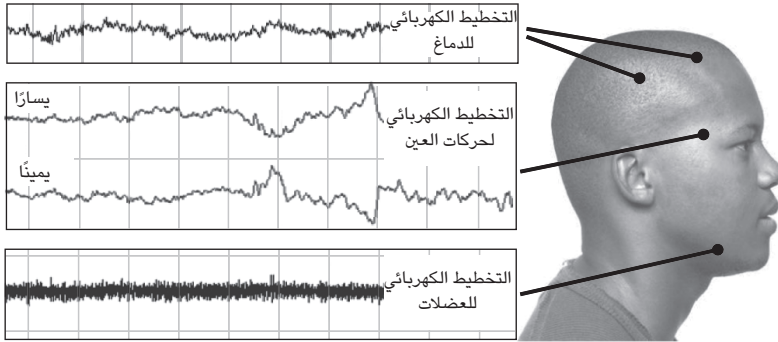 التخطيط الكهربائي
للدماغ
يسارًا
التخطيط الكهربائي
لحركات العين
يمينًا
التخطيط الكهربائي
للعضلات